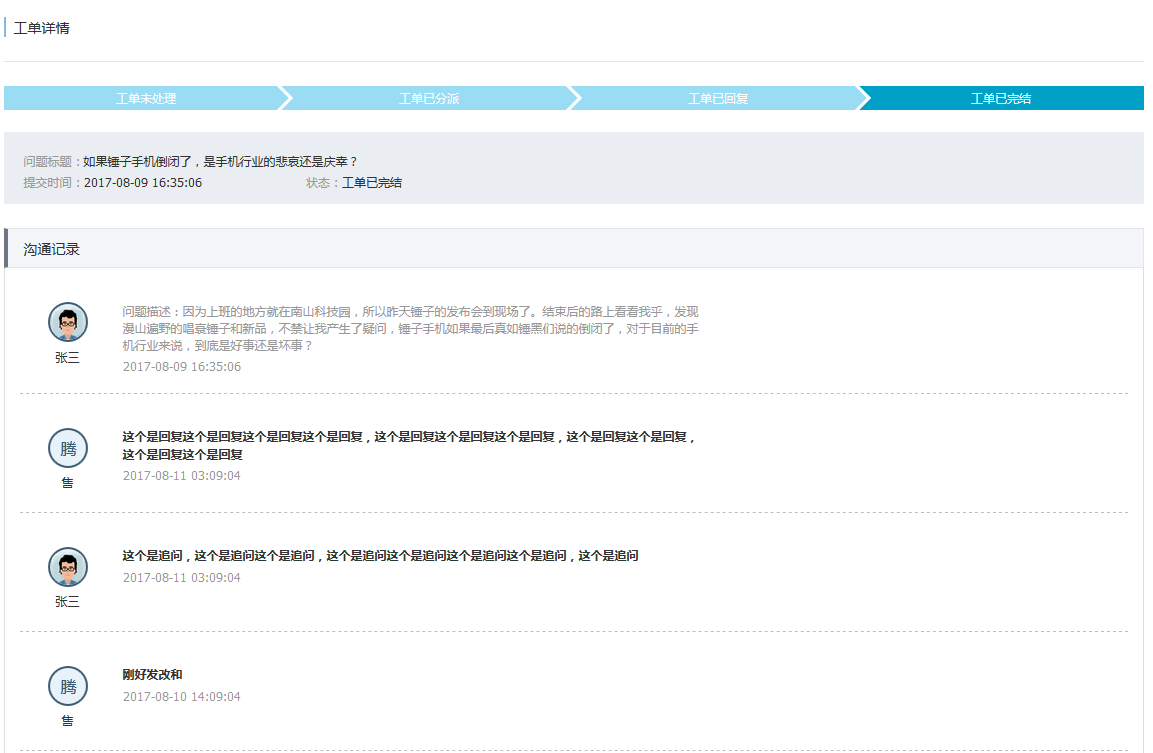 工单详情
工单未处理 工单已分派 工单已回复 工单已完结
问题标题：如果锤子手机倒闭了，是手机行业的悲哀还是庆幸？
提交时间：2017-08-09 16:35:06 状态：工单已完结
沟通记录
问题描述：因为上班的地方就在南山科技园，所以昨天锤子的发布会到现场了。结束后的路上看看我乎，发现
漫山遍野的唱衰锤子和新品，不禁让我产生了疑问，锤子手机如果最后真如锤黑们说的倒闭了，对于目前的手
机行业来说，到底是好事还是坏事？
张三
2017-08-09 16:35:06
腾
这个是回复这个是回复这个是回复这个是回复，这个是回复这个是回复这个是回复，这个是回复这个是回复，
这个是回复这个是回复
2017-08-11 03:09:04
售
这个是追问，这个是追问这个是追问，这个是追问这个是追问这个是追问这个是追问，这个是追问
2017-08-11 03:09:04
张三
腾
刚好发改和
2017-08-10 14:09:04
售